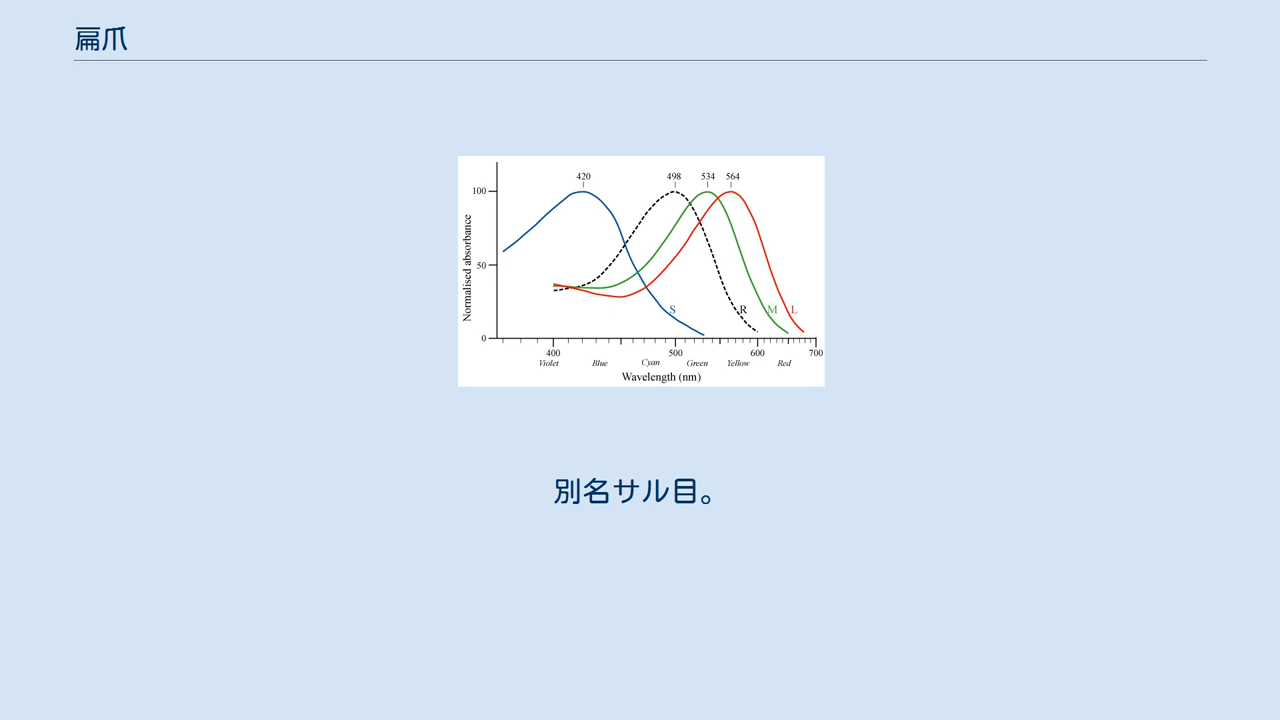 扁爪
420 498 534 564
100
50
0
Normalised absorbance
S R M L
400 500 600 700
Violet Blue Cyan Green Yellow Red
Wavelength (nm)
別名サル目。